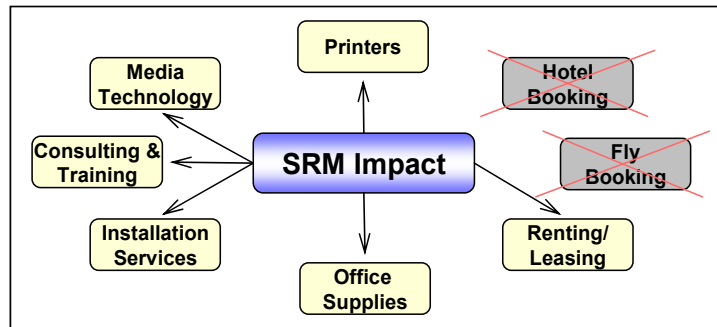 Printers
Hotel
Booking
Media
Technology
Consulting &
Training
SRM Impact
Fly
Booking
Installation
Services
Office
Supplies
Renting/
Leasing